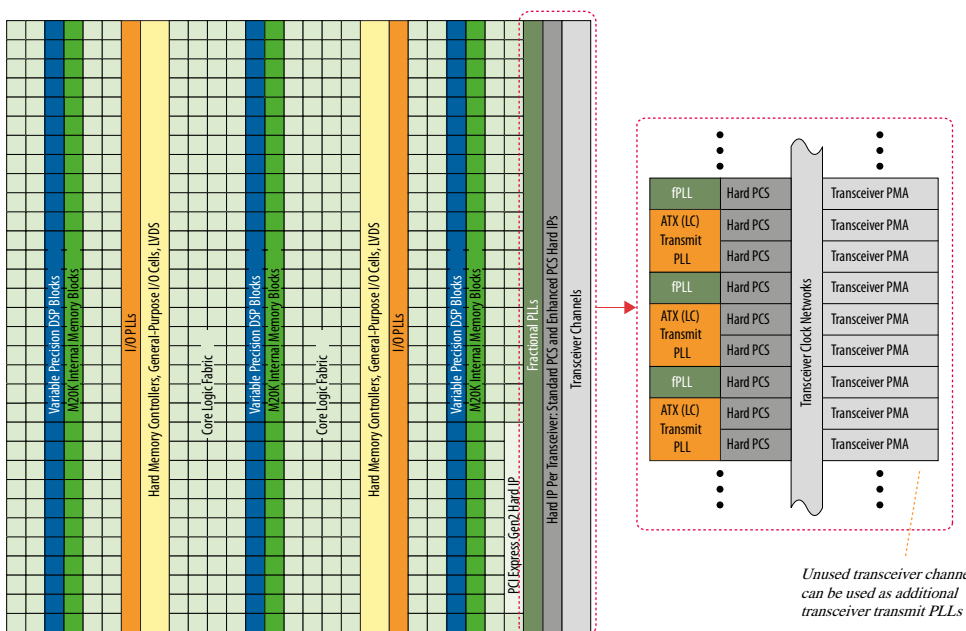 Variable Precision DSP Blocks
M20K Internal Memory Blocks
I/O PLLs
Hard Memory Controllers, General-Purpose I/O Cells, LVDS
Core Logic Fabric
Variable Precision DSP Blocks
M20K Internal Memory Blocks
Core Logic Fabric
Hard Memory Controllers, General-Purpose I/O Cells, LVDS
I/O PLLs
Variable Precision DSP Blocks
M20K Internal Memory Blocks
PCI Express Gen2 Hard IP
Fractional PLLs
Hard IP Per Transceiver: Standard PCS and Enhanced PCS Hard IPs
Transceiver Channels
fPLL
ATX (LC)
Transmit
PLL
fPLL
ATX (LC)
Transmit
PLL
fPLL
ATX (LC)
Transmit
PLL
Hard PCS
Hard PCS
Hard PCS
Hard PCS
Hard PCS
Hard PCS
Hard PCS
Hard PCS
Hard PCS
Transceiver Clock Networks
Transceiver PMA
Transceiver PMA
Transceiver PMA
Transceiver PMA
Transceiver PMA
Transceiver PMA
Transceiver PMA
Transceiver PMA
Transceiver PMA
Unused transceiver channe
can be used as additional
transceiver transmit PLLs